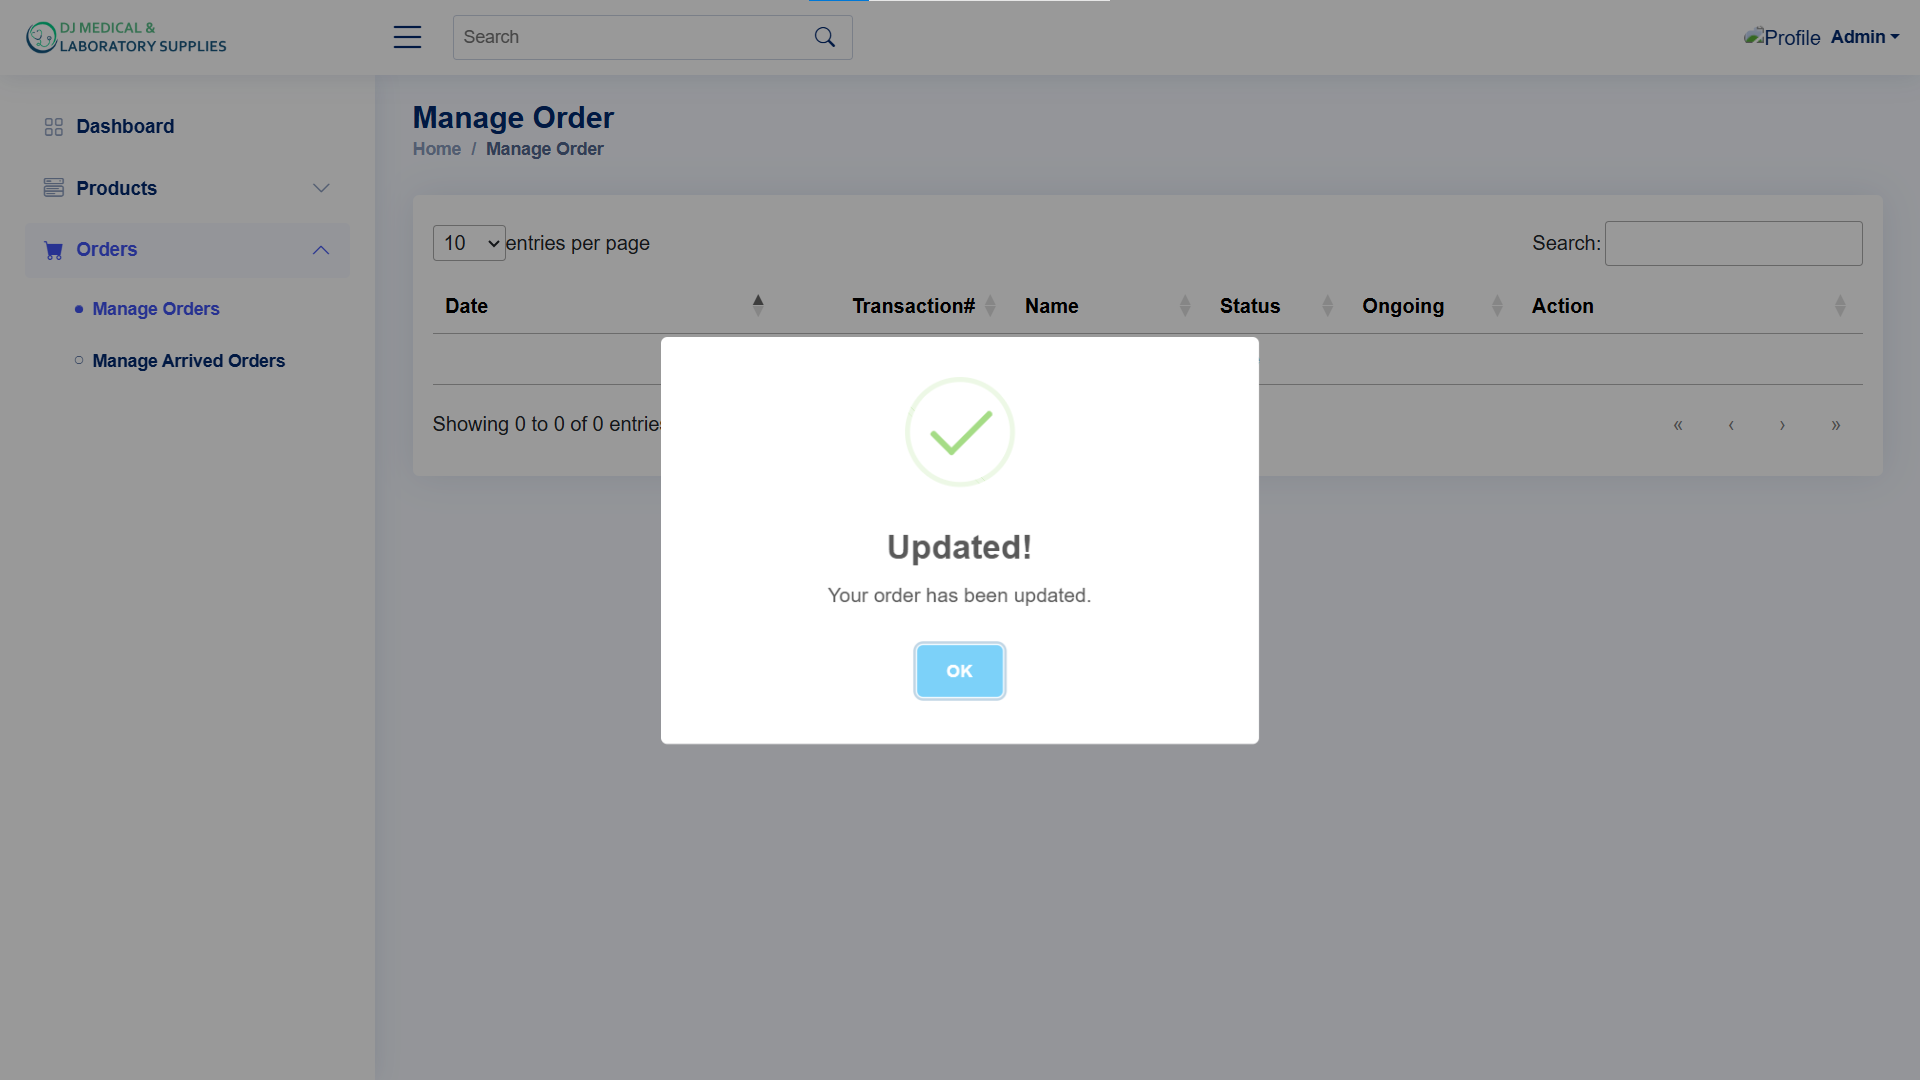 DJ MEDICAL &
LABORATORY SUPPLIES
Search
Profile Admin
Dashboard
Products
Orders
Manage Orders
Manage Arrived Orders
Manage Order
Home / Manage Order
10 entries per page
Search:
Date Transaction# Name Status Ongoing Action
Showing 0 to 0 of 0 entries
« ‹ › »
Updated!
Your order has been updated.
OK